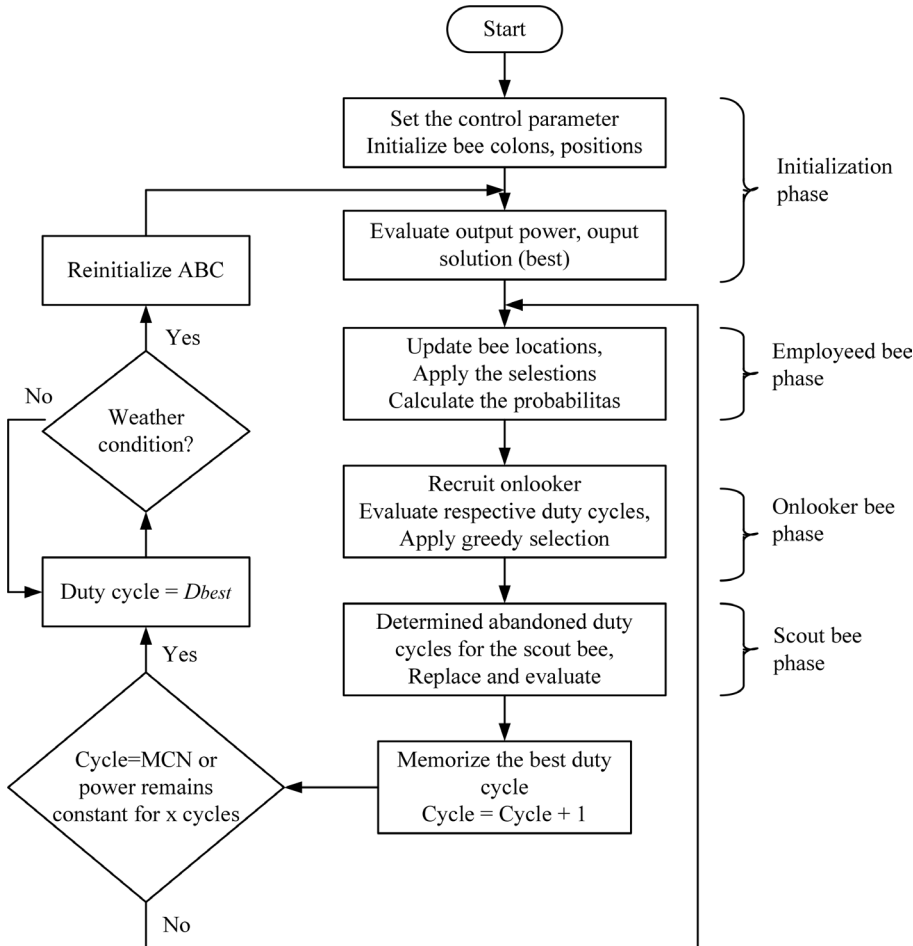 Start
Set the control parameter
Initialize bee colons, positions
Initialization
phase
Evaluate output power, ouput
solution (best)
Reinitialize ABC
Yes
Update bee locations,
Apply the selestions
Calculate the probabilitas
Employeed bee
phase
No
Weather
condition?
Recruit onlooker
Evaluate respective duty cycles,
Apply greedy selection
Onlooker bee
phase
Duty cycle = Dbest
Determined abandoned duty
cycles for the scout bee,
Replace and evaluate
Scout bee
phase
Yes
Cycle=MCN or
power remains
constant for x cycles
Memorize the best duty
cycle
Cycle = Cycle + 1
No